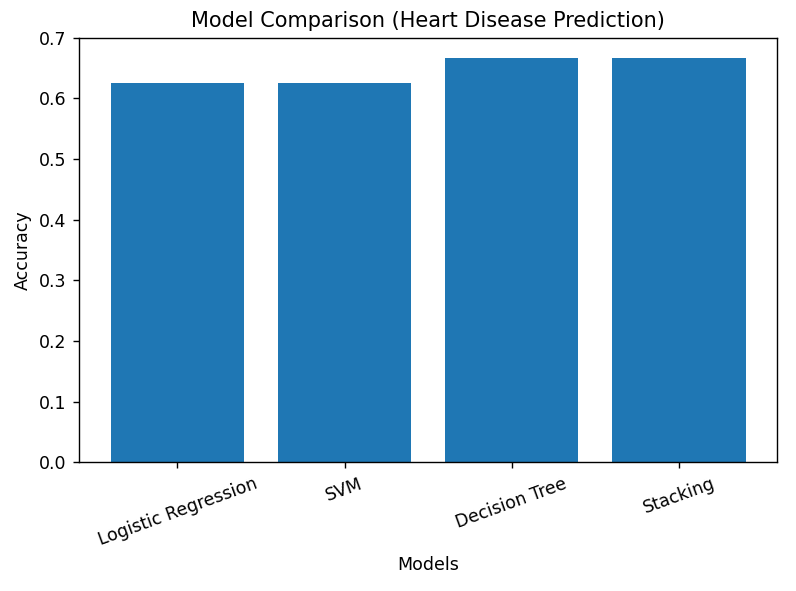 Model Comparison (Heart Disease Prediction)
0.7
0.6
0.5
0.4
0.3
0.2
0.1
0.0
Accuracy
Logistic Regression
SVM
Decision Tree
Stacking
Models